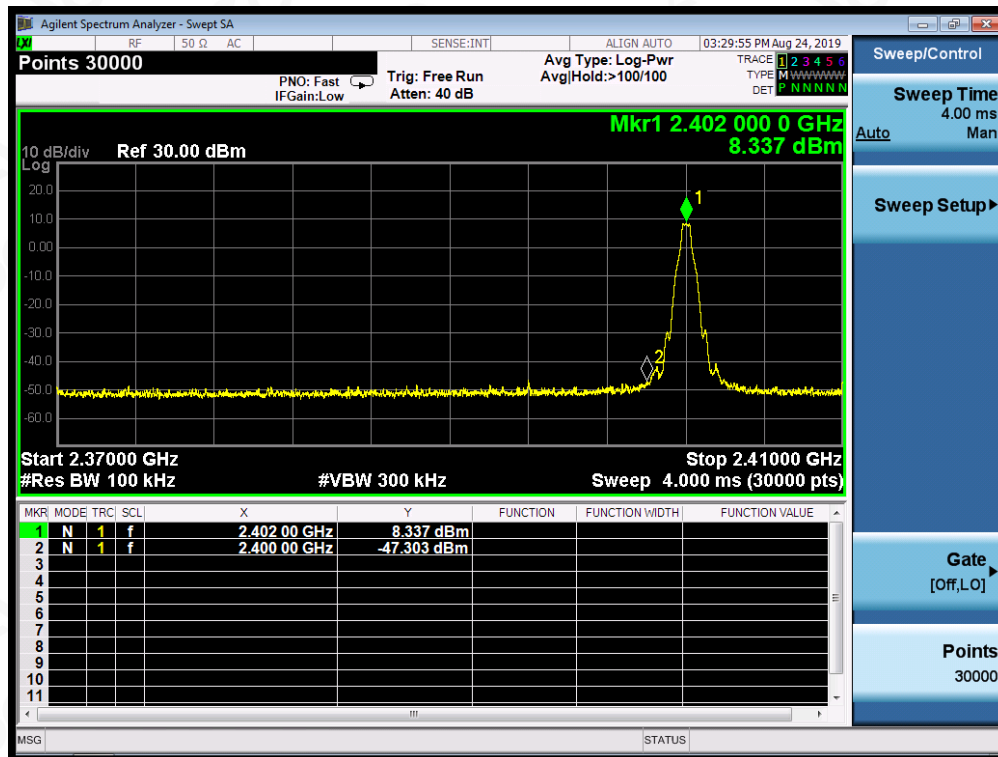 Agilent Spectrum Analyzer - Swept SA
LXI RF 50 Ω AC SENSE:INT ALIGN AUTO 03:29:55 PM Aug 24, 2019
Points 30000
PNO: Fast
IFGain:Low
Trig: Free Run
Atten: 40 dB
Avg Type: Log-Pwr
Avg|Hold:>100/100
TRACE 1 2 3 4 5 6
TYPE M WWWWW
DET P N N N N N
Mkr1 2.402 000 0 GHz
8.337 dBm
10 dB/div Ref 30.00 dBm
Log
20.0
10.0
0.00
-10.0
-20.0
-30.0
-40.0
-50.0
-60.0
1
2
Start 2.37000 GHz Stop 2.41000 GHz
#Res BW 100 kHz #VBW 300 kHz Sweep 4.000 ms (30000 pts)
MKR MODE TRC SCL X Y FUNCTION FUNCTION WIDTH FUNCTION VALUE
1 N 1 f 2.402 00 GHz 8.337 dBm
2 N 1 f 2.400 00 GHz -47.303 dBm
3
4
5
6
7
8
9
10
11
MSG STATUS
Sweep/Control
Sweep Time
4.00 ms
Auto Man
Sweep Setup
Gate
[Off,LO]
Points
30000